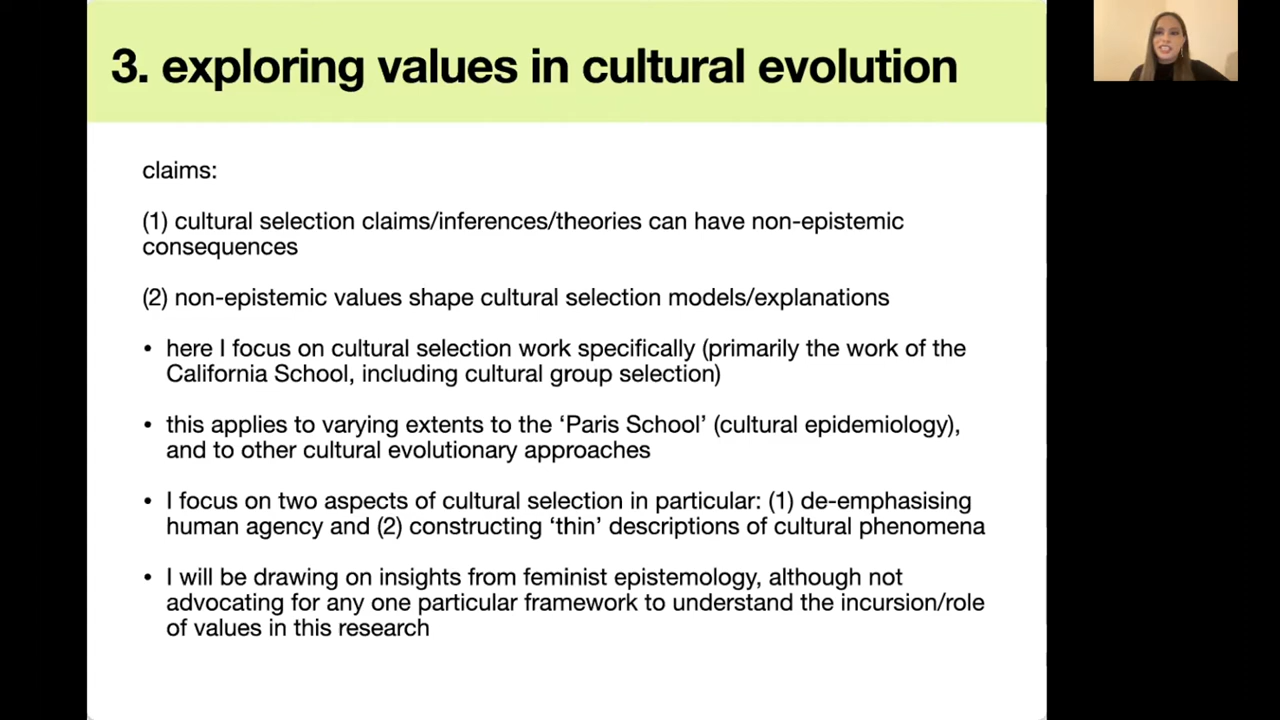 3. exploring values in cultural evolution
claims:
(1) cultural selection claims/inferences/theories can have non-epistemic
consequences
(2) non-epistemic values shape cultural selection models/explanations
• here I focus on cultural selection work specifically (primarily the work of the
California School, including cultural group selection)
• this applies to varying extents to the ‘Paris School’ (cultural epidemiology),
and to other cultural evolutionary approaches
• I focus on two aspects of cultural selection in particular: (1) de-emphasising
human agency and (2) constructing ‘thin’ descriptions of cultural phenomena
• I will be drawing on insights from feminist epistemology, although not
advocating for any one particular framework to understand the incursion/role
of values in this research